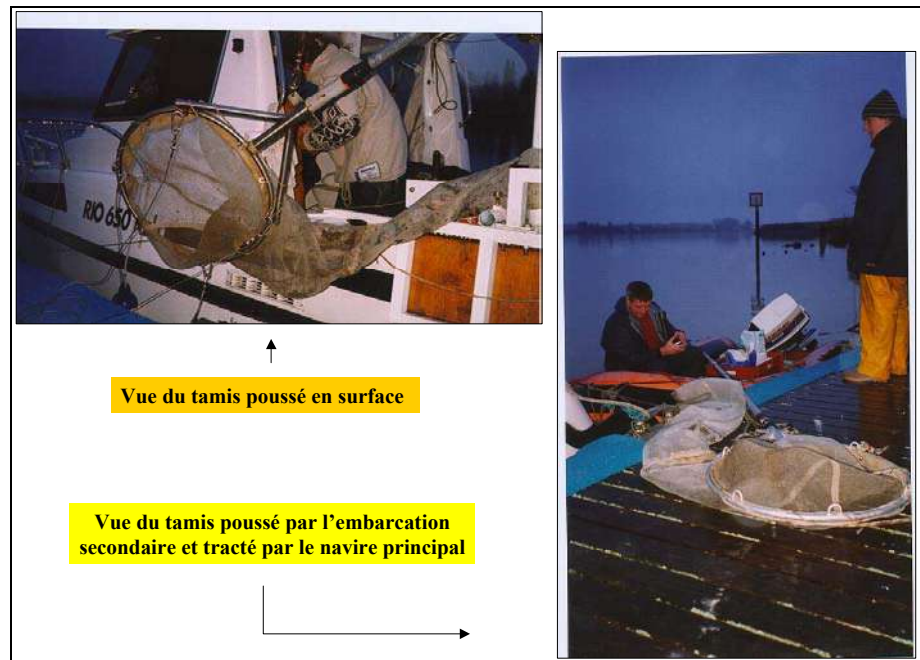 RIO 650
Vue du tamis poussé en surface
Vue du tamis poussé par l'embarcation
secondaire et tracté par le navire principal